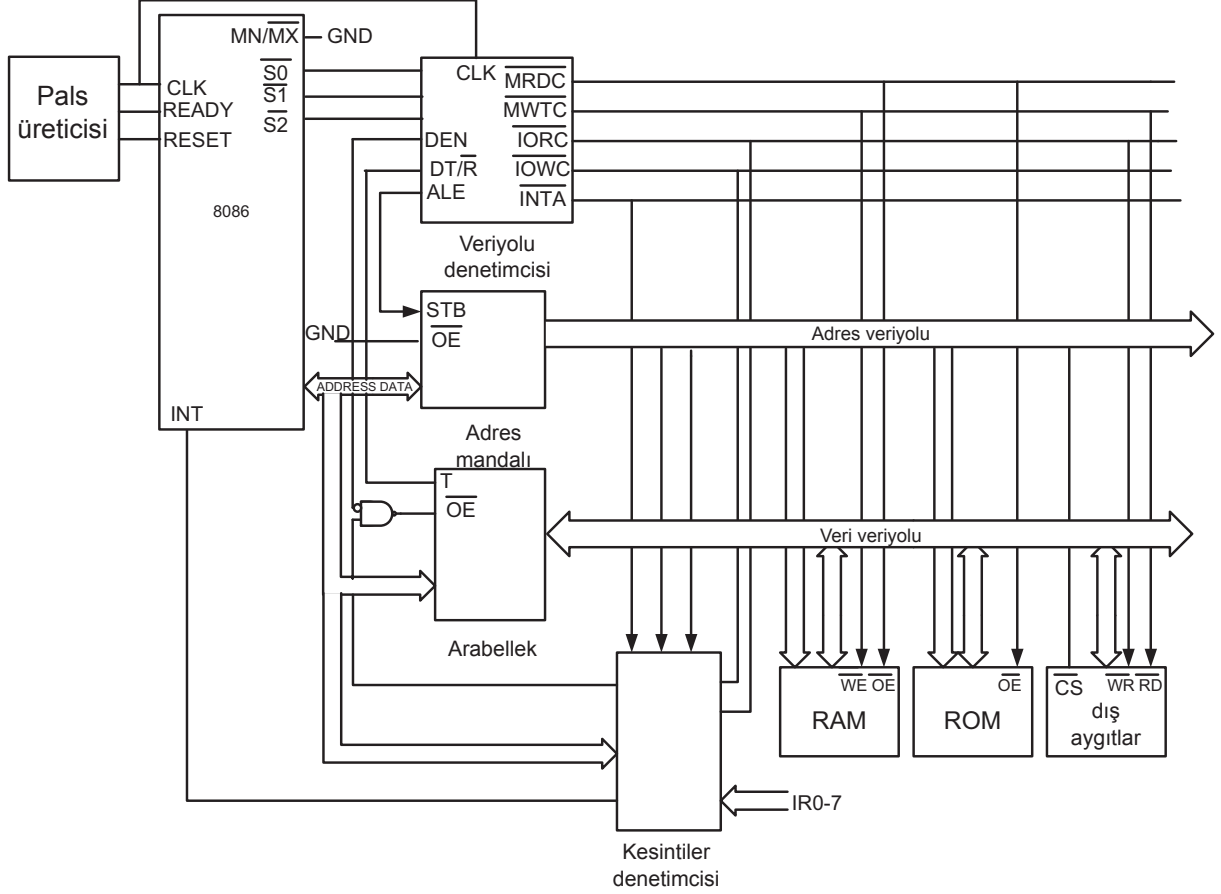 MN/MX
GND
Pals
üreticisi
CLK
READY
RESET
S0
S1
S2
8086
INT
CLK
DEN
DT/R
ALE
MRDC
MWTC
IORC
IOWC
INTA
Veriyolu
denetimcisi
STB
OE
GND
ADDRESS DATA
Adres veriyolu
Adres
mandalı
T
OE
Veri veriyolu
Arabellek
WE OE
RAM
OE
ROM
CS WR RD
dış
aygıtlar
IR0-7
Kesintiler
denetimcisi